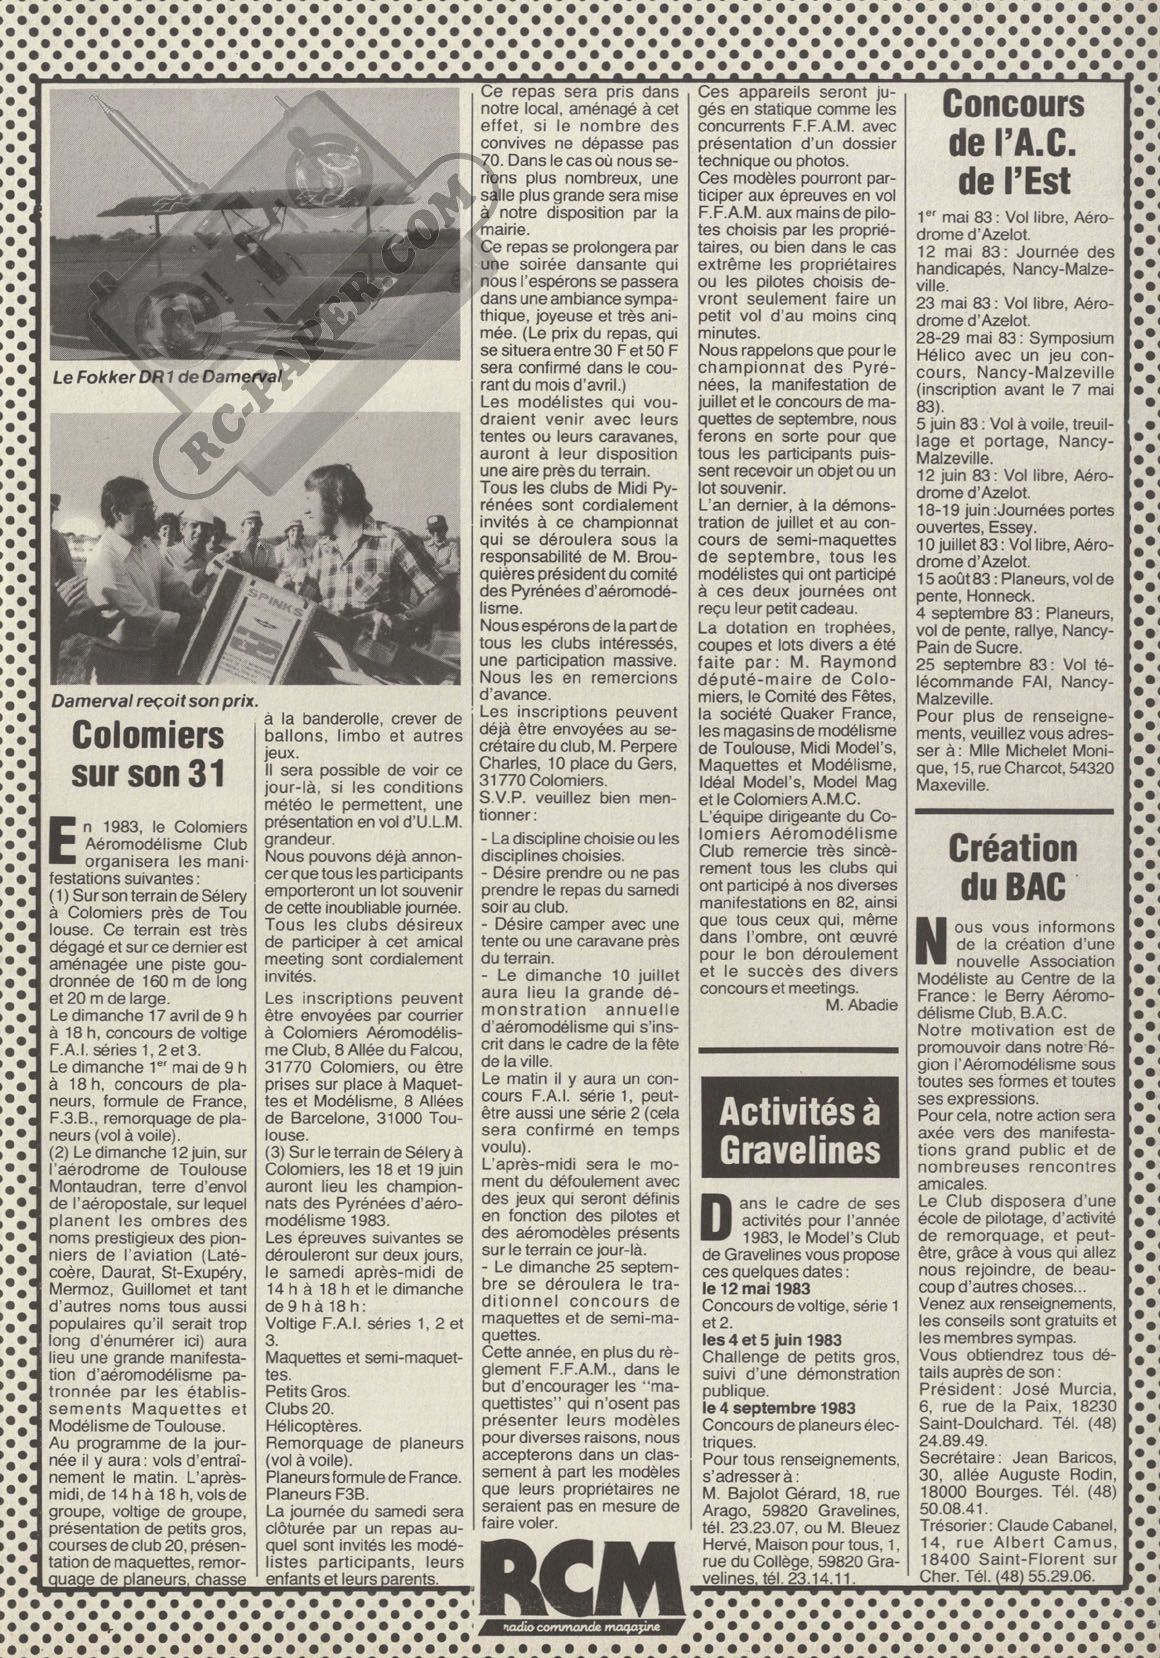 Le Fokker DR1 de Damerval
SPINKS
Damerval reçoit son prix.
Colomiers
sur son 31
En 1983, le Colomiers
Aéromodélisme Club
organisera les mani-
festations suivantes :
(1) Sur son terrain de Sélery
à Colomiers près de Tou
louse. Ce terrain est très
dégagé et sur ce dernier est
aménagée une piste gou-
dronnée de 160 m de long
et 20 m de large.
Le dimanche 17 avril de 9 h
à 18 h, concours de voltige
F.A.I. séries 1, 2 et 3.
Le dimanche 1er mai de 9 h
à 18 h, concours de pla-
neurs, formule de France,
F.3.B., remorquage de pla-
neurs (vol à voile).
(2) Le dimanche 12 juin, sur
l'aérodrome de Toulouse
Montaudran, terre d'envol
de l'aéropostale, sur lequel
planent les ombres des
noms prestigieux des pion-
niers de l'aviation (Laté-
coère, Daurat, St-Exupéry,
Mermoz, Guillomet et tant
d'autres noms tous aussi
populaires qu'il serait trop
long d'énumérer ici) aura
lieu une grande manifesta-
tion d'aéromodélisme pa-
tronnée par les établis-
sements Maquettes et
Modélisme de Toulouse.
Au programme de la jour-
née il y aura : vols d'entraî-
nement le matin. L'après-
midi, de 14 h à 18 h, vols de
groupe, voltige de groupe,
présentation de petits gros,
courses de club 20, présen-
tation de maquettes, remor-
quage de planeurs, chasse
à la banderolle, crever de
ballons, limbo et autres
jeux.
Il sera possible de voir ce
jour-là, si les conditions
météo le permettent, une
présentation en vol d'U.L.M.
grandeur.
Nous pouvons déjà annon-
cer que tous les participants
emporteront un lot souvenir
de cette inoubliable journée.
Tous les clubs désireux
de participer à cet amical
meeting sont cordialement
invités.
Les inscriptions peuvent
être envoyées par courrier
à Colomiers Aéromodélis-
me Club, 8 Allée du Falcou,
31770 Colomiers, ou être
prises sur place à Maquet-
tes et Modélisme, 8 Allées
de Barcelone, 31000 Tou-
louse.
(3) Sur le terrain de Sélery à
Colomiers, les 18 et 19 juin
auront lieu les champion-
nats des Pyrénées d'aéro-
modélisme 1983.
Les épreuves suivantes se
dérouleront sur deux jours,
le samedi après-midi de
14 h à 18 h et le dimanche
de 9 h à 18 h :
Voltige F.A.I. séries 1, 2 et
3.
Maquettes et semi-maquet-
tes.
Petits Gros.
Clubs 20.
Hélicoptères.
Remorquage de planeurs
(vol à voile).
Planeurs formule de France.
Planeurs F3B.
La journée du samedi sera
clôturée par un repas au-
quel sont invités les modé-
listes participants, leurs
enfants et leurs parents.
Ce repas sera pris dans
notre local, aménagé à cet
effet, si le nombre des
convives ne dépasse pas
70. Dans le cas où nous se-
rions plus nombreux, une
salle plus grande sera mise
à notre disposition par la
mairie.
Ce repas se prolongera par
une soirée dansante qui
nous l'espérons se passera
dans une ambiance sympa-
thique, joyeuse et très ani-
mée. (Le prix du repas, qui
se situera entre 30 F et 50 F
sera confirmé dans le cou-
rant du mois d'avril.)
Les modélistes qui vou-
draient venir avec leurs
tentes ou leurs caravanes,
auront à leur disposition
une aire près du terrain.
Tous les clubs de Midi Py-
rénées sont cordialement
invités à ce championnat
qui se déroulera sous la
responsabilité de M. Brou-
quières président du comité
des Pyrénées d'aéromodé-
lisme.
Nous espérons de la part de
tous les clubs intéressés,
une participation massive.
Nous les en remercions
d'avance.
Les inscriptions peuvent
déjà être envoyées au se-
crétaire du club, M. Perpere
Charles, 10 place du Gers,
31770 Colomiers.
S.V.P. veuillez bien men-
tionner :
- La discipline choisie ou les
disciplines choisies.
- Désire prendre ou ne pas
prendre le repas du samedi
soir au club.
- Désire camper avec une
tente ou une caravane près
du terrain.
- Le dimanche 10 juillet
aura lieu la grande dé-
monstration annuelle
d'aéromodélisme qui s'ins-
crit dans le cadre de la fête
de la ville.
Le matin il y aura un con-
cours F.A.I. série 1, peut-
être aussi une série 2 (cela
sera confirmé en temps
voulu).
L'après-midi sera le mo-
ment du défoulement avec
des jeux qui seront définis
en fonction des pilotes et
des aéromodèles présents
sur le terrain ce jour-là.
- Le dimanche 25 septem-
bre se déroulera le tra-
ditionnel concours de
maquettes et de semi-ma-
quettes.
Cette année, en plus du rè-
glement F.F.A.M., dans le
but d'encourager les "ma-
quettistes" qui n'osent pas
présenter leurs modèles
pour diverses raisons, nous
accepterons dans un clas-
sement à part les modèles
que leurs propriétaires ne
seraient pas en mesure de
faire voler.
Ces appareils seront ju-
gés en statique comme les
concurrents F.F.A.M. avec
présentation d'un dossier
technique ou photos.
Ces modèles pourront par-
ticiper aux épreuves en vol
F.F.A.M. aux mains de pilo-
tes choisis par les proprié-
taires, ou bien dans le cas
extrême les propriétaires
ou les pilotes choisis de-
vront seulement faire un
petit vol d'au moins cinq
minutes.
Nous rappelons que pour le
championnat des Pyré-
nées, la manifestation de
juillet et le concours de ma-
quettes de septembre, nous
ferons en sorte pour que
tous les participants puis-
sent recevoir un objet ou un
lot souvenir.
L'an dernier, à la démons-
tration de juillet et au con-
cours de semi-maquettes
de septembre, tous les
modélistes qui ont participé
à ces deux journées ont
reçu leur petit cadeau.
La dotation en trophées,
coupes et lots divers a été
faite par : M. Raymond
député-maire de Colo-
miers, le Comité des Fêtes,
la société Quaker France,
les magasins de modélisme
de Toulouse, Midi Model's,
Maquettes et Modélisme,
Idéal Model's, Model Mag
et le Colomiers A.M.C.
L'équipe dirigeante du Co-
lomiers Aéromodélisme
Club remercie très sincè-
rement tous les clubs qui
ont participé à nos diverses
manifestations en 82, ainsi
que tous ceux qui, même
dans l'ombre, ont œuvré
pour le bon déroulement
et le succès des divers
concours et meetings.
M. Abadie
Activités à
Gravelines
Dans le cadre de ses
activités pour l'année
1983, le Model's Club
de Gravelines vous propose
ces quelques dates :
le 12 mai 1983
Concours de voltige, série 1
et 2.
les 4 et 5 juin 1983
Challenge de petits gros,
suivi d'une démonstration
publique.
le 4 septembre 1983
Concours de planeurs élec-
triques.
Pour tous renseignements,
s'adresser à :
M. Bajolot Gérard, 18, rue
Arago, 59820 Gravelines,
tél. 23.23.07, ou M. Bleuez
Hervé, Maison pour tous, 1,
rue du Collège, 59820 Gra-
velines, tél. 23.14.11.
Concours
de l'A.C.
de l'Est
1er mai 83 : Vol libre, Aéro-
drome d'Azelot.
12 mai 83 : Journée des
handicapés, Nancy-Malze-
ville.
23 mai 83 : Vol libre, Aéro-
drome d'Azelot.
28-29 mai 83 : Symposium
Hélico avec un jeu con-
cours, Nancy-Malzeville
(inscription avant le 7 mai
83).
5 juin 83 : Vol à voile, treuil-
lage et portage, Nancy-
Malzeville.
12 juin 83 : Vol libre, Aéro-
drome d'Azelot.
18-19 juin :Journées portes
ouvertes, Essey.
10 juillet 83 : Vol libre, Aéro-
drome d'Azelot.
15 août 83 : Planeurs, vol de
pente, Honneck.
4 septembre 83 : Planeurs,
vol de pente, rallye, Nancy-
Pain de Sucre.
25 septembre 83 : Vol té-
lécommande FAI, Nancy-
Malzeville.
Pour plus de renseigne-
ments, veuillez vous adres-
ser à : Mlle Michelet Moni-
que, 15, rue Charcot, 54320
Maxeville.
Création
du BAC
Nous vous informons
de la création d'une
nouvelle Association
Modéliste au Centre de la
France : le Berry Aéromo-
délisme Club, B.A.C.
Notre motivation est de
promouvoir dans notre Ré-
gion l'Aéromodélisme sous
toutes ses formes et toutes
ses expressions.
Pour cela, notre action sera
axée vers des manifesta-
tions grand public et de
nombreuses rencontres
amicales.
Le Club disposera d'une
école de pilotage, d'activité
de remorquage, et peut-
être, grâce à vous qui allez
nous rejoindre, de beau-
coup d'autres choses...
Venez aux renseignements,
les conseils sont gratuits et
les membres sympas.
Vous obtiendrez tous dé-
tails auprès de son :
Président : José Murcia,
6, rue de la Paix, 18230
Saint-Doulchard. Tél. (48)
24.89.49.
Secrétaire : Jean Baricos,
30, allée Auguste Rodin,
18000 Bourges. Tél. (48)
50.08.41.
Trésorier : Claude Cabanel,
14, rue Albert Camus,
18400 Saint-Florent sur
Cher. Tél. (48) 55.29.06.
RCM
radio commande magazine
RC-PAPER.COM